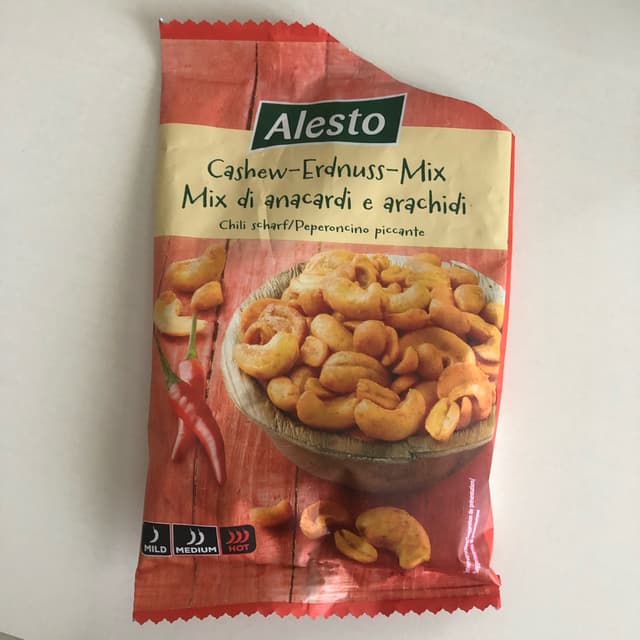 Alesto
Cashew-Erdnuss-Mix
Mix di anacardi e arachidi
Chili scharf/Peperoncino piccante
MILD
MEDIUM
HOT